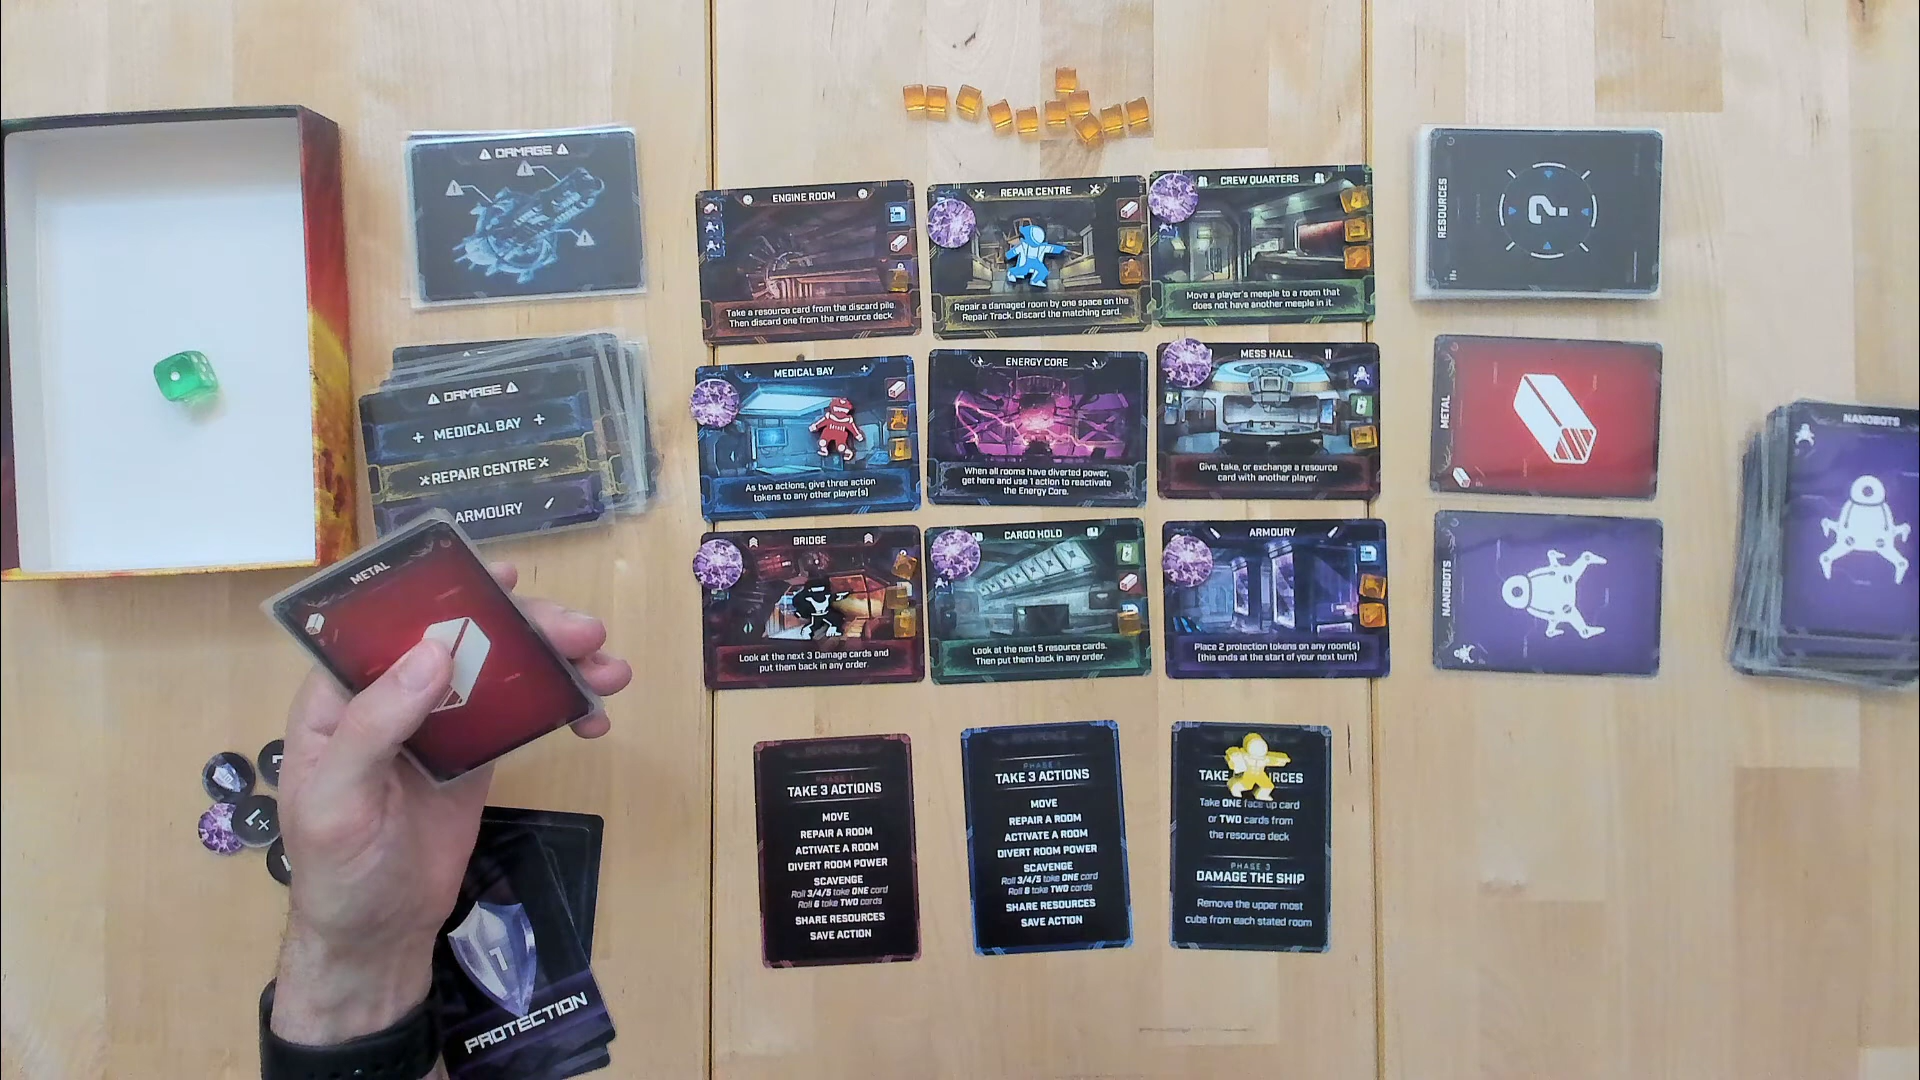 DAMAGE
DAMAGE
MEDICAL BAY
REPAIR CENTRE
ARMOURY
METAL
PROTECTION
1
+1
ENGINE ROOM
Take a resource card from the discard pile.
Then discard one from the resource deck.
REPAIR CENTRE
Repair a damaged room by one space on the
Repair Track. Discard the matching card.
CREW QUARTERS
Move a player's meeple to a room that
does not have another meeple in it.
MEDICAL BAY
As two actions, give three action
tokens to any other player(s)
ENERGY CORE
When all rooms have diverted power,
get here and use 1 action to reactivate
the Energy Core.
MESS HALL
Give, take, or exchange a resource
card with another player.
BRIDGE
Look at the next 3 Damage cards and
put them back in any order.
CARGO HOLD
Look at the next 5 resource cards.
Then put them back in any order.
ARMOURY
Place 2 protection tokens on any room(s)
(this ends at the start of your next turn)
PHASE 1
TAKE 3 ACTIONS
MOVE
REPAIR A ROOM
ACTIVATE A ROOM
DIVERT ROOM POWER
SCAVENGE
Roll 3/4/5 take ONE card
Roll 6 take TWO cards
SHARE RESOURCES
SAVE ACTION
PHASE 1
TAKE 3 ACTIONS
MOVE
REPAIR A ROOM
ACTIVATE A ROOM
DIVERT ROOM POWER
SCAVENGE
Roll 3/4/5 take ONE card
Roll 6 take TWO cards
SHARE RESOURCES
SAVE ACTION
TAKE
Take ONE face up card
or TWO cards from
the resource deck
PHASE 3
DAMAGE THE SHIP
Remove the upper most
cube from each stated room
RESOURCES
?
METAL
NANOBOTS
NANOBOTS